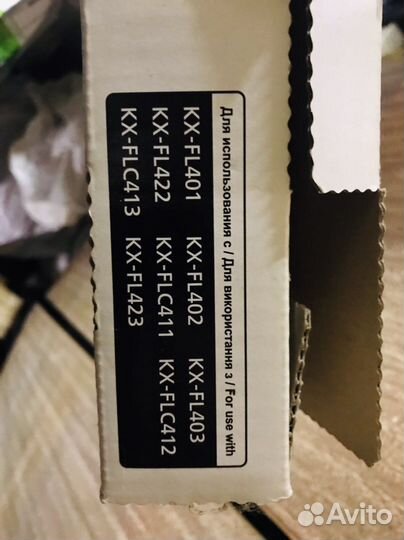 Для использования с / Для використання з / For use with
KX-FL401 KX-FL402 KX-FL403
KX-FL422 KX-FLC411 KX-FLC412
KX-FLC413 KX-FL423
Avito